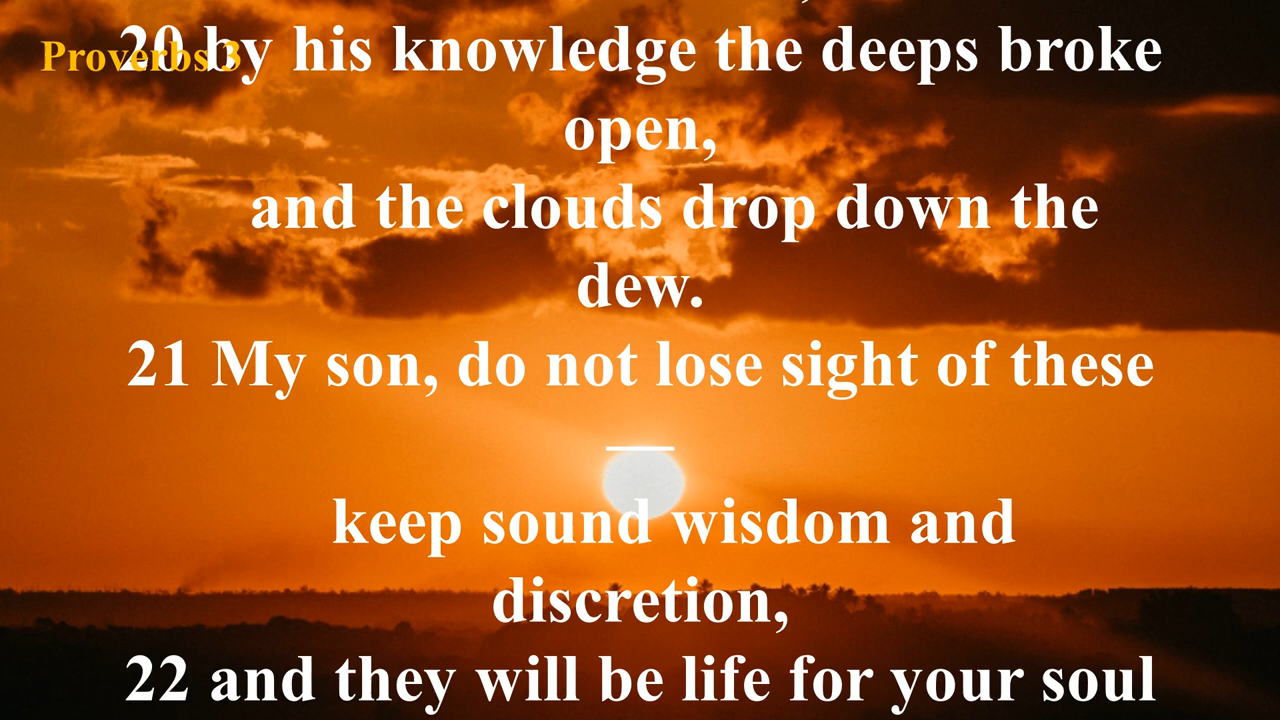 Proverbs 3
20 by his knowledge the deeps broke
open,
and the clouds drop down the
dew.
21 My son, do not lose sight of these
—
keep sound wisdom and
discretion,
22 and they will be life for your soul